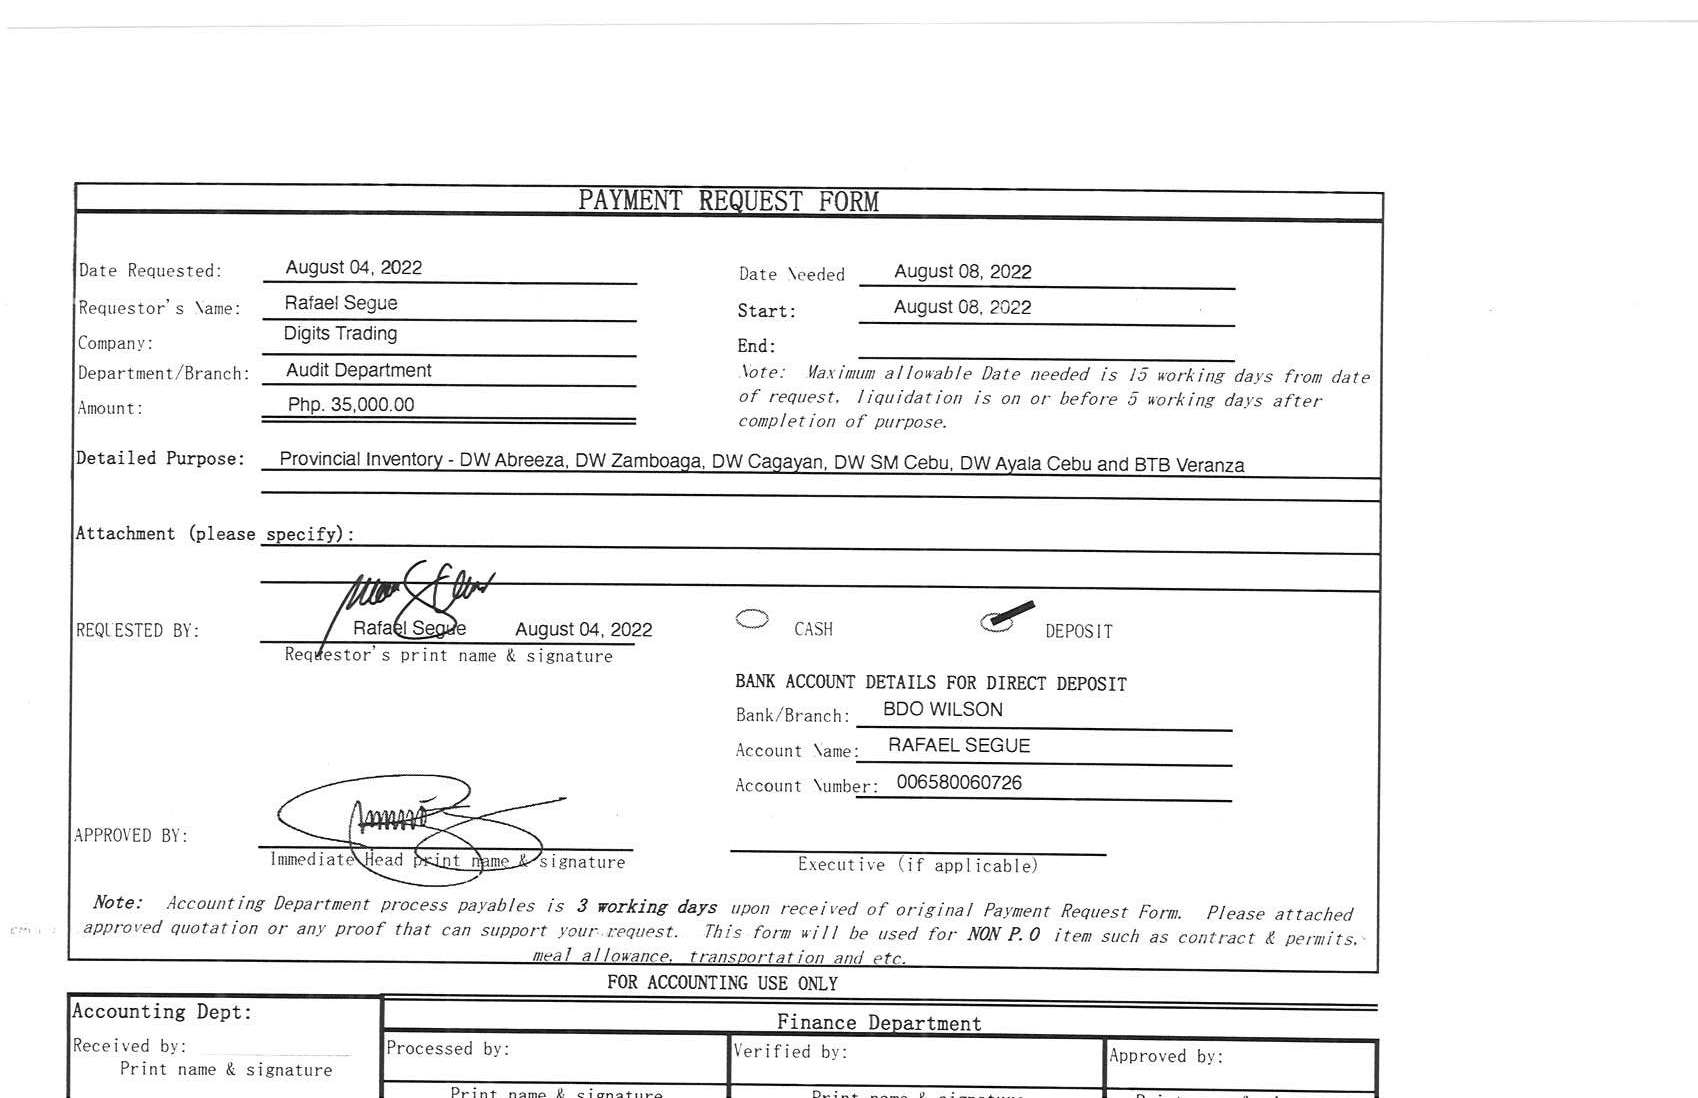 PAYMENT REQUEST FORM
Date Requested: August 04, 2022
Date Needed August 08, 2022
Requestor's Name: Rafael Segue
Start: August 08, 2022
Company: Digits Trading
End:
Department/Branch: Audit Department
Note: Maximum allowable Date needed is 15 working days from date
of request, liquidation is on or before 5 working days after
completion of purpose.
Amount: Php. 35,000.00
Detailed Purpose: Provincial Inventory - DW Abreeza, DW Zamboaga, DW Cagayan, DW SM Cebu, DW Ayala Cebu and BTB Veranza
Attachment (please specify):
REQUESTED BY: Rafael Segue August 04, 2022
Requestor's print name & signature
CASH DEPOSIT
BANK ACCOUNT DETAILS FOR DIRECT DEPOSIT
Bank/Branch: BDO WILSON
Account Name: RAFAEL SEGUE
Account Number: 006580060726
APPROVED BY:
Immediate Head print name & signature
Executive (if applicable)
Note: Accounting Department process payables is 3 working days upon received of original Payment Request Form. Please attached
approved quotation or any proof that can support your request. This form will be used for NON P.O item such as contract & permits,
meal allowance, transportation and etc.
FOR ACCOUNTING USE ONLY
Accounting Dept:
Finance Department
Received by:
Print name & signature
Processed by:
Verified by:
Approved by:
Print name & signature
Print name & signature